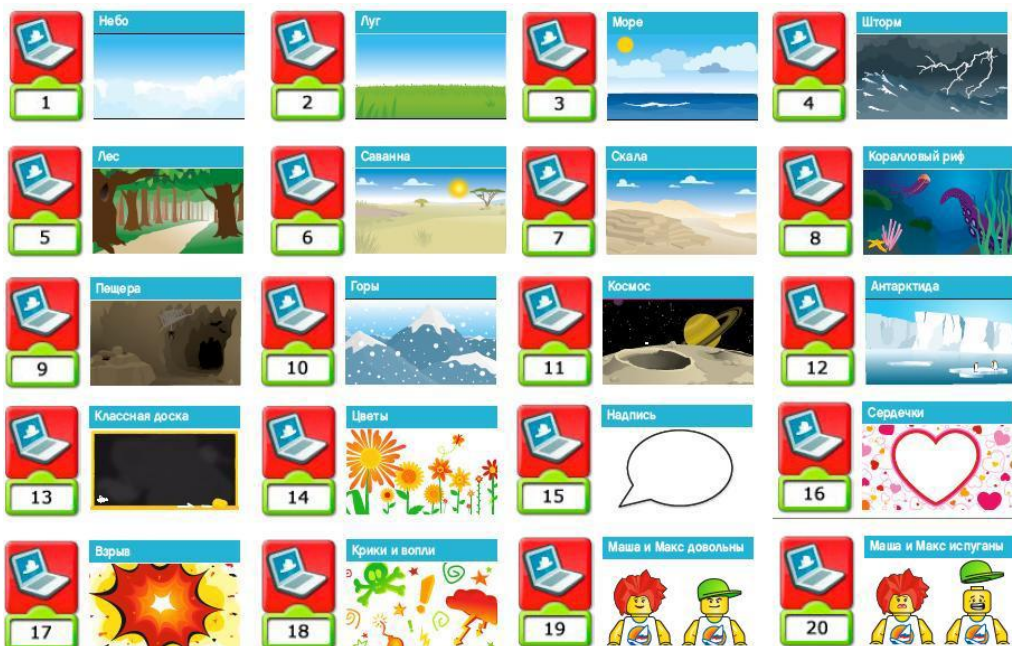 Небо
1
Луг
2
Море
3
Шторм
4
Лес
5
Саванна
6
Скала
7
Коралловый риф
8
Пещера
9
Горы
10
Космос
11
Антарктида
12
Классная доска
13
Цветы
14
Надпись
15
Сердечки
16
Взрыв
17
Крики и вопли
18
Маша и Макс довольны
19
Маша и Макс испуганы
20